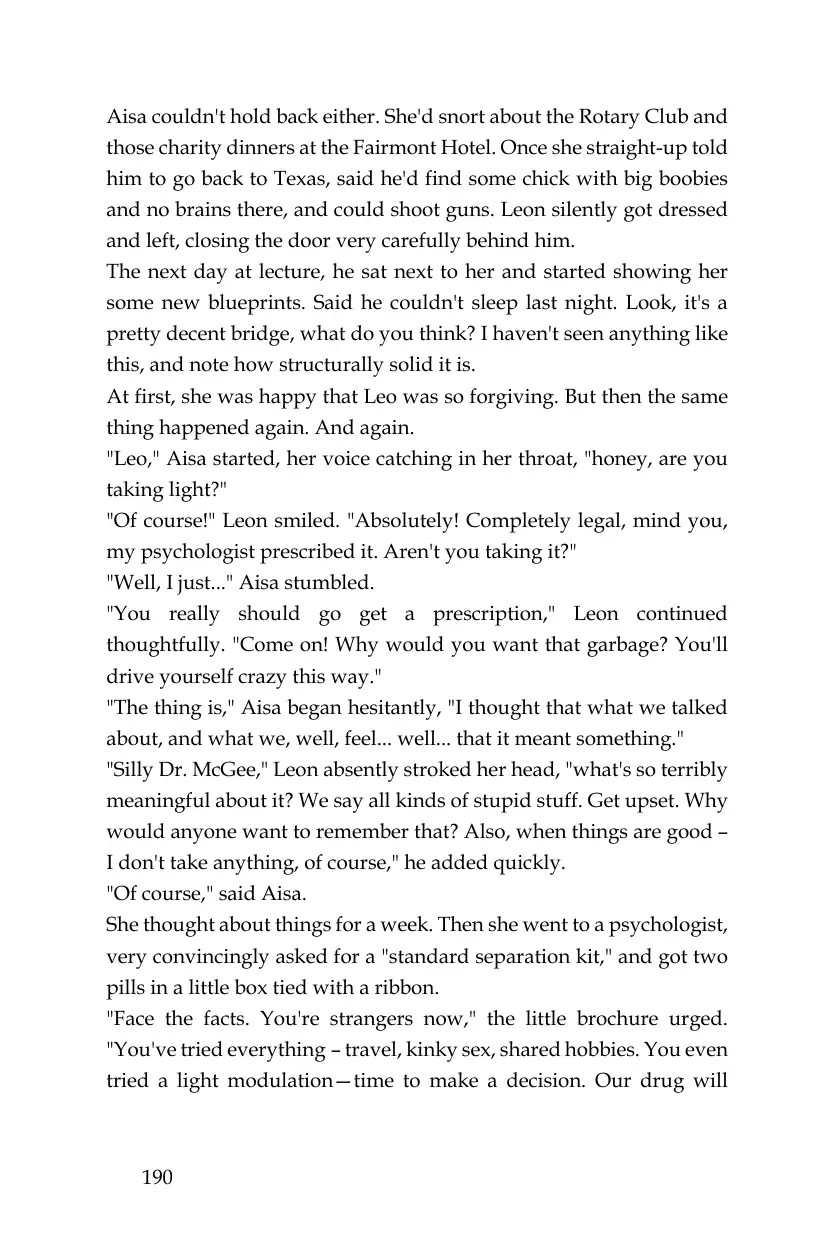 Aisa couldn't hold back either. She'd snort about the Rotary Club and
those charity dinners at the Fairmont Hotel. Once she straight-up told
him to go back to Texas, said he'd find some chick with big boobies
and no brains there, and could shoot guns. Leon silently got dressed
and left, closing the door very carefully behind him.
The next day at lecture, he sat next to her and started showing her
some new blueprints. Said he couldn't sleep last night. Look, it's a
pretty decent bridge, what do you think? I haven't seen anything like
this, and note how structurally solid it is.
At first, she was happy that Leo was so forgiving. But then the same
thing happened again. And again.
"Leo," Aisa started, her voice catching in her throat, "honey, are you
taking light?"
"Of course!" Leon smiled. "Absolutely! Completely legal, mind you,
my psychologist prescribed it. Aren't you taking it?"
"Well, I just..." Aisa stumbled.
"You really should go get a prescription," Leon continued
thoughtfully. "Come on! Why would you want that garbage? You'll
drive yourself crazy this way."
"The thing is," Aisa began hesitantly, "I thought that what we talked
about, and what we, well, feel... well... that it meant something."
"Silly Dr. McGee," Leon absently stroked her head, "what's so terribly
meaningful about it? We say all kinds of stupid stuff. Get upset. Why
would anyone want to remember that? Also, when things are good –
I don't take anything, of course," he added quickly.
"Of course," said Aisa.
She thought about things for a week. Then she went to a psychologist,
very convincingly asked for a "standard separation kit," and got two
pills in a little box tied with a ribbon.
"Face the facts. You're strangers now," the little brochure urged.
"You've tried everything – travel, kinky sex, shared hobbies. You even
tried a light modulation—time to make a decision. Our drug will
190